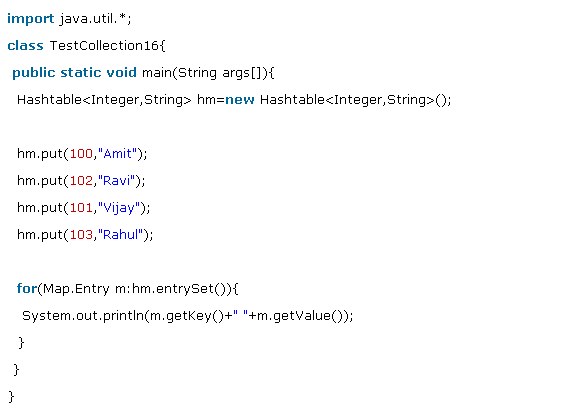 import java.util.*;
class TestCollection16{
 public static void main(String args[]){
  Hashtable<Integer,String> hm=new Hashtable<Integer,String>();

  hm.put(100,"Amit");
  hm.put(102,"Ravi");
  hm.put(101,"Vijay");
  hm.put(103,"Rahul");

  for(Map.Entry m:hm.entrySet()){
   System.out.println(m.getKey()+" "+m.getValue());
  }
 }
}